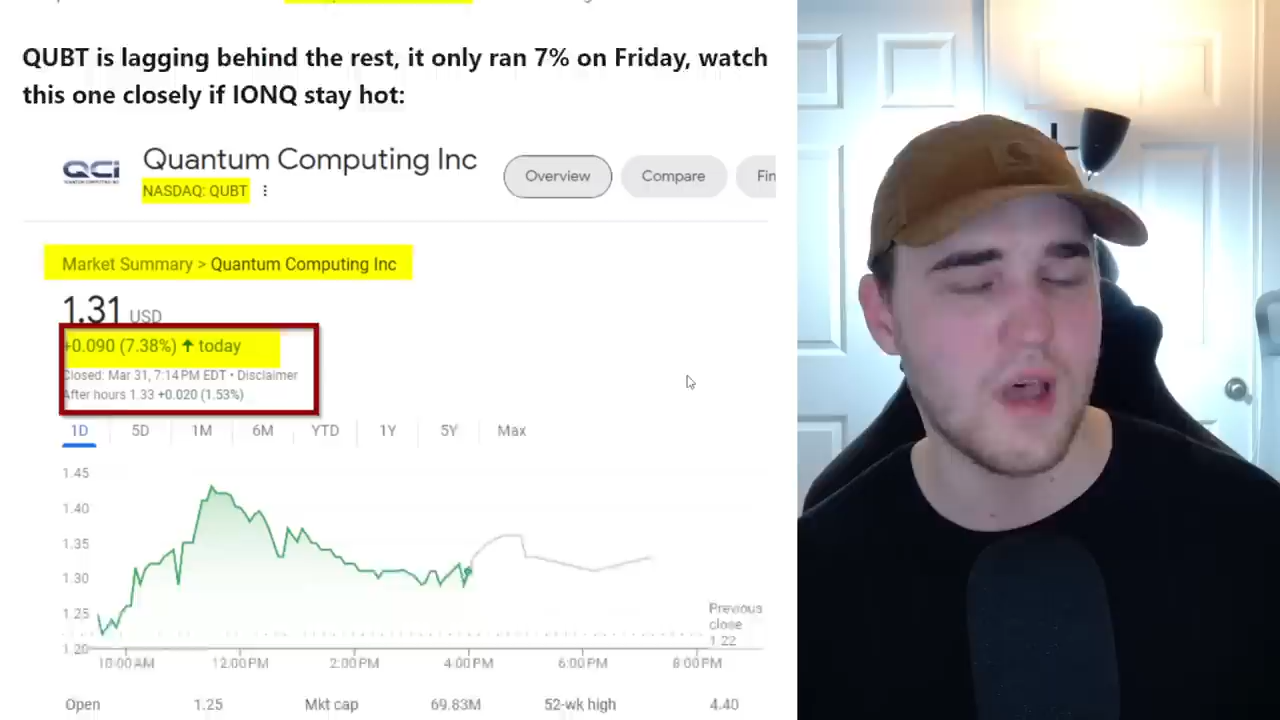 QUBT is lagging behind the rest, it only ran 7% on Friday, watch
this one closely if IONQ stay hot:
QCi
QUANTUM COMPUTING INC
Quantum Computing Inc
NASDAQ: QUBT
Overview
Compare
Fin
Market Summary > Quantum Computing Inc
1.31 USD
+0.090 (7.38%) ↑ today
Closed: Mar 31, 7:14 PM EDT • Disclaimer
After hours 1.33 +0.020 (1.53%)
1D 5D 1M 6M YTD 1Y 5Y Max
1.45
1.40
1.35
1.30
1.25
1.20
Previous
close
1.22
10:00 AM 12:00 PM 2:00 PM 4:00 PM 6:00 PM 8:00 PM
Open 1.25 Mkt cap 69.83M 52-wk high 4.40